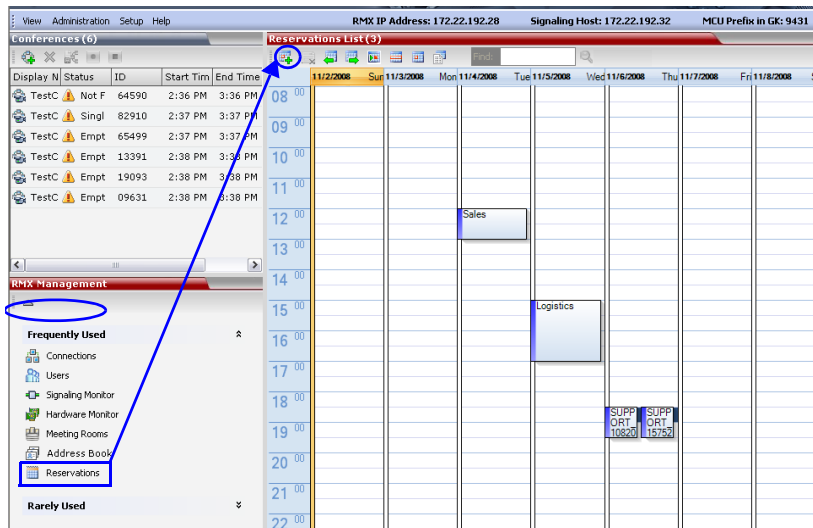 View Administration Setup Help RMX IP Address: 172.22.192.28 Signaling Host: 172.22.192.32 MCU Prefix in GK: 9431
Conferences (6)
Display N Status ID Start Tim End Time
TestC Not F 64590 2:36 PM 3:36 PM
TestC Singl 82910 2:37 PM 3:37 PM
TestC Empt 65499 2:37 PM 3:37 PM
TestC Empt 13391 2:38 PM 3:38 PM
TestC Empt 19093 2:38 PM 3:38 PM
TestC Empt 09631 2:38 PM 3:38 PM
RMX Management
Frequently Used
Connections
Users
Signaling Monitor
Hardware Monitor
Meeting Rooms
Address Book
Reservations
Rarely Used
Reservations List (3)
Find:
11/2/2008 Sun 11/3/2008 Mon 11/4/2008 Tue 11/5/2008 Wed 11/6/2008 Thu 11/7/2008 Fri 11/8/2008 S
08 00
09 00
10 00
11 00
12 00 Sales
13 00
14 00
15 00 Logistics
16 00
17 00
18 00
SUPP SUPP
ORT_ ORT_
10820 15752
19 00
20 00
21 00
22 00